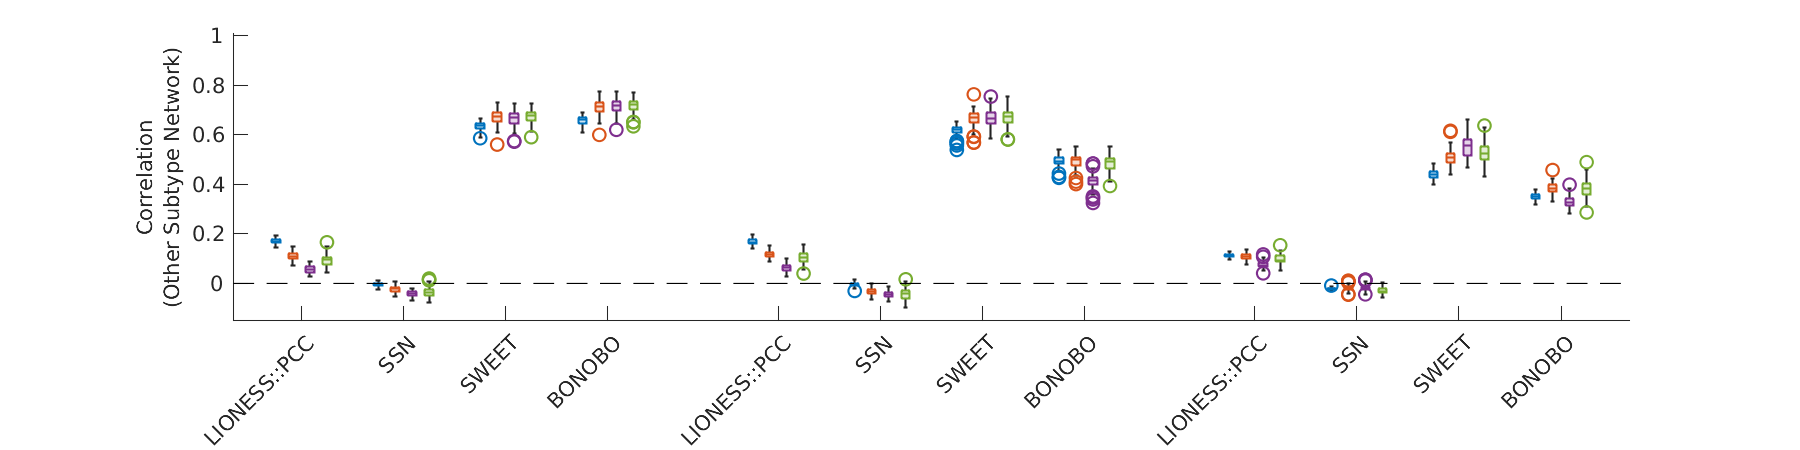 Correlation
(Other Subtype Network)
1
0.8
0.6
0.4
0.2
0
LIONESS::PCC
SSN
SWEET
BONOBO
LIONESS::PCC
SSN
SWEET
BONOBO
LIONESS::PCC
SSN
SWEET
BONOBO